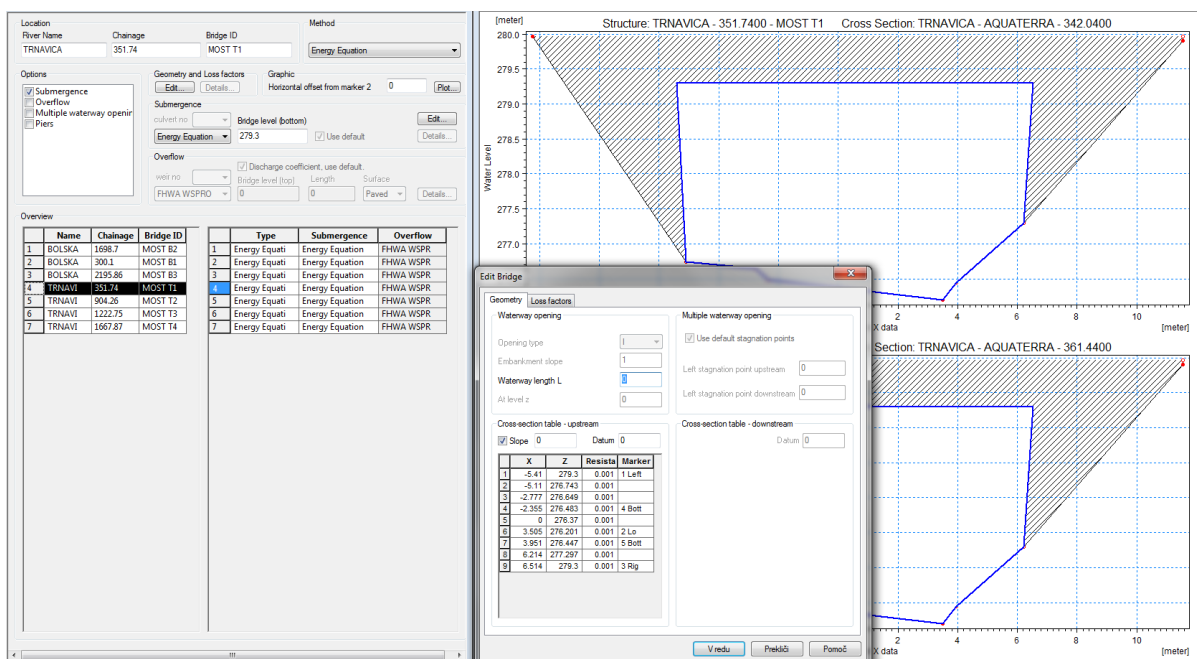 Location
River Name Chainage Bridge ID
TRNAVICA 351.74 MOST T1
Method
Energy Equation
Options
Submergence
Overflow
Multiple waterway openir
Piers
Geometry and Loss factors
Edit... Details...
Graphic
Horizontal offset from marker 2 0 Plot...
Submergence
culvert no Bridge level (bottom) Edit...
Energy Equation 279.3 Use default Details...
Overflow
weir no Discharge coefficient, use default.
Bridge level (top) Length Surface
FHWA WSPRO 0 0 Paved Details...
Overview
Name Chainage Bridge ID Type Submergence Overflow
1 BOLSKA 1698.7 MOST B2 1 Energy Equati Energy Equation FHWA WSPR
2 BOLSKA 300.1 MOST B1 2 Energy Equati Energy Equation FHWA WSPR
3 BOLSKA 2195.86 MOST B3 3 Energy Equati Energy Equation FHWA WSPR
4 TRNAVI 351.74 MOST T1 4 Energy Equati Energy Equation FHWA WSPR
5 TRNAVI 904.26 MOST T2 5 Energy Equati Energy Equation FHWA WSPR
6 TRNAVI 1222.75 MOST T3 6 Energy Equati Energy Equation FHWA WSPR
7 TRNAVI 1667.87 MOST T4 7 Energy Equati Energy Equation FHWA WSPR
[meter] Structure: TRNAVICA - 351.7400 - MOST T1 Cross Section: TRNAVICA - AQUATERRA - 342.0400
280.0
279.5
279.0
278.5
278.0
277.5
277.0
Water Level
2 4 6 8 10
X data [meter]
Section: TRNAVICA - AQUATERRA - 361.4400
2 4 6 8 10
X data [meter]
Edit Bridge
Geometry Loss factors
Waterway opening
Opening type I
Embankment slope 1
Waterway length L 0
At level z 0
Multiple waterway opening
Use default stagnation points
Left stagnation point upstream 0
Left stagnation point downstream 0
Cross-section table - upstream
Slope 0 Datum 0
X Z Resista Marker
1 -5.41 279.3 0.001 1 Left
2 -5.11 276.743 0.001
3 -2.777 276.649 0.001
4 -2.355 276.483 0.001 4 Bott
5 0 276.37 0.001
6 3.505 276.201 0.001 2 Lo
7 3.951 276.447 0.001 5 Bott
8 6.214 277.297 0.001
9 6.514 279.3 0.001 3 Rig
Cross-section table - downstream
Datum 0
V redu Prekliči Pomoč